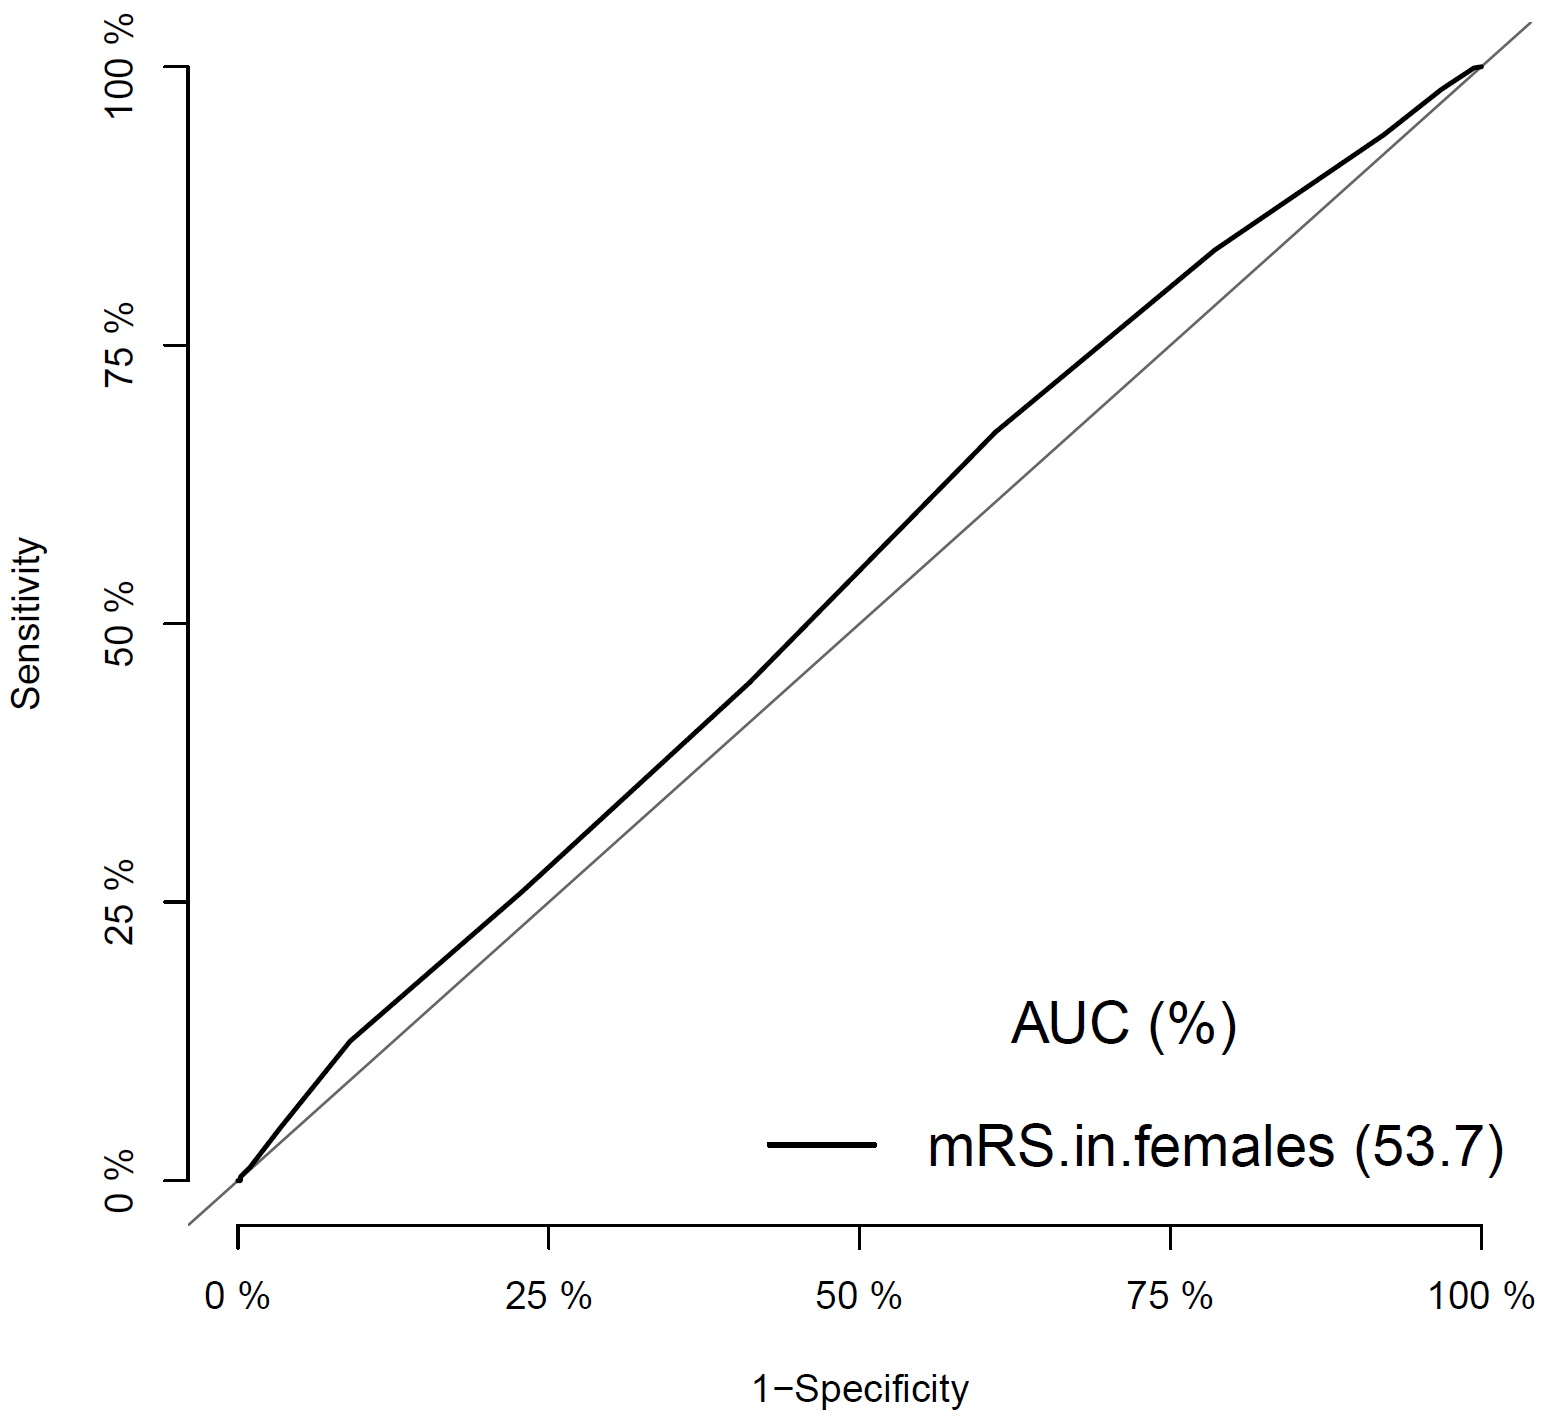 100 %
75 %
50 %
25 %
0 %
Sensitivity
AUC (%)
mRS.in.females (53.7)
0 %
25 %
50 %
75 %
100 %
1−Specificity